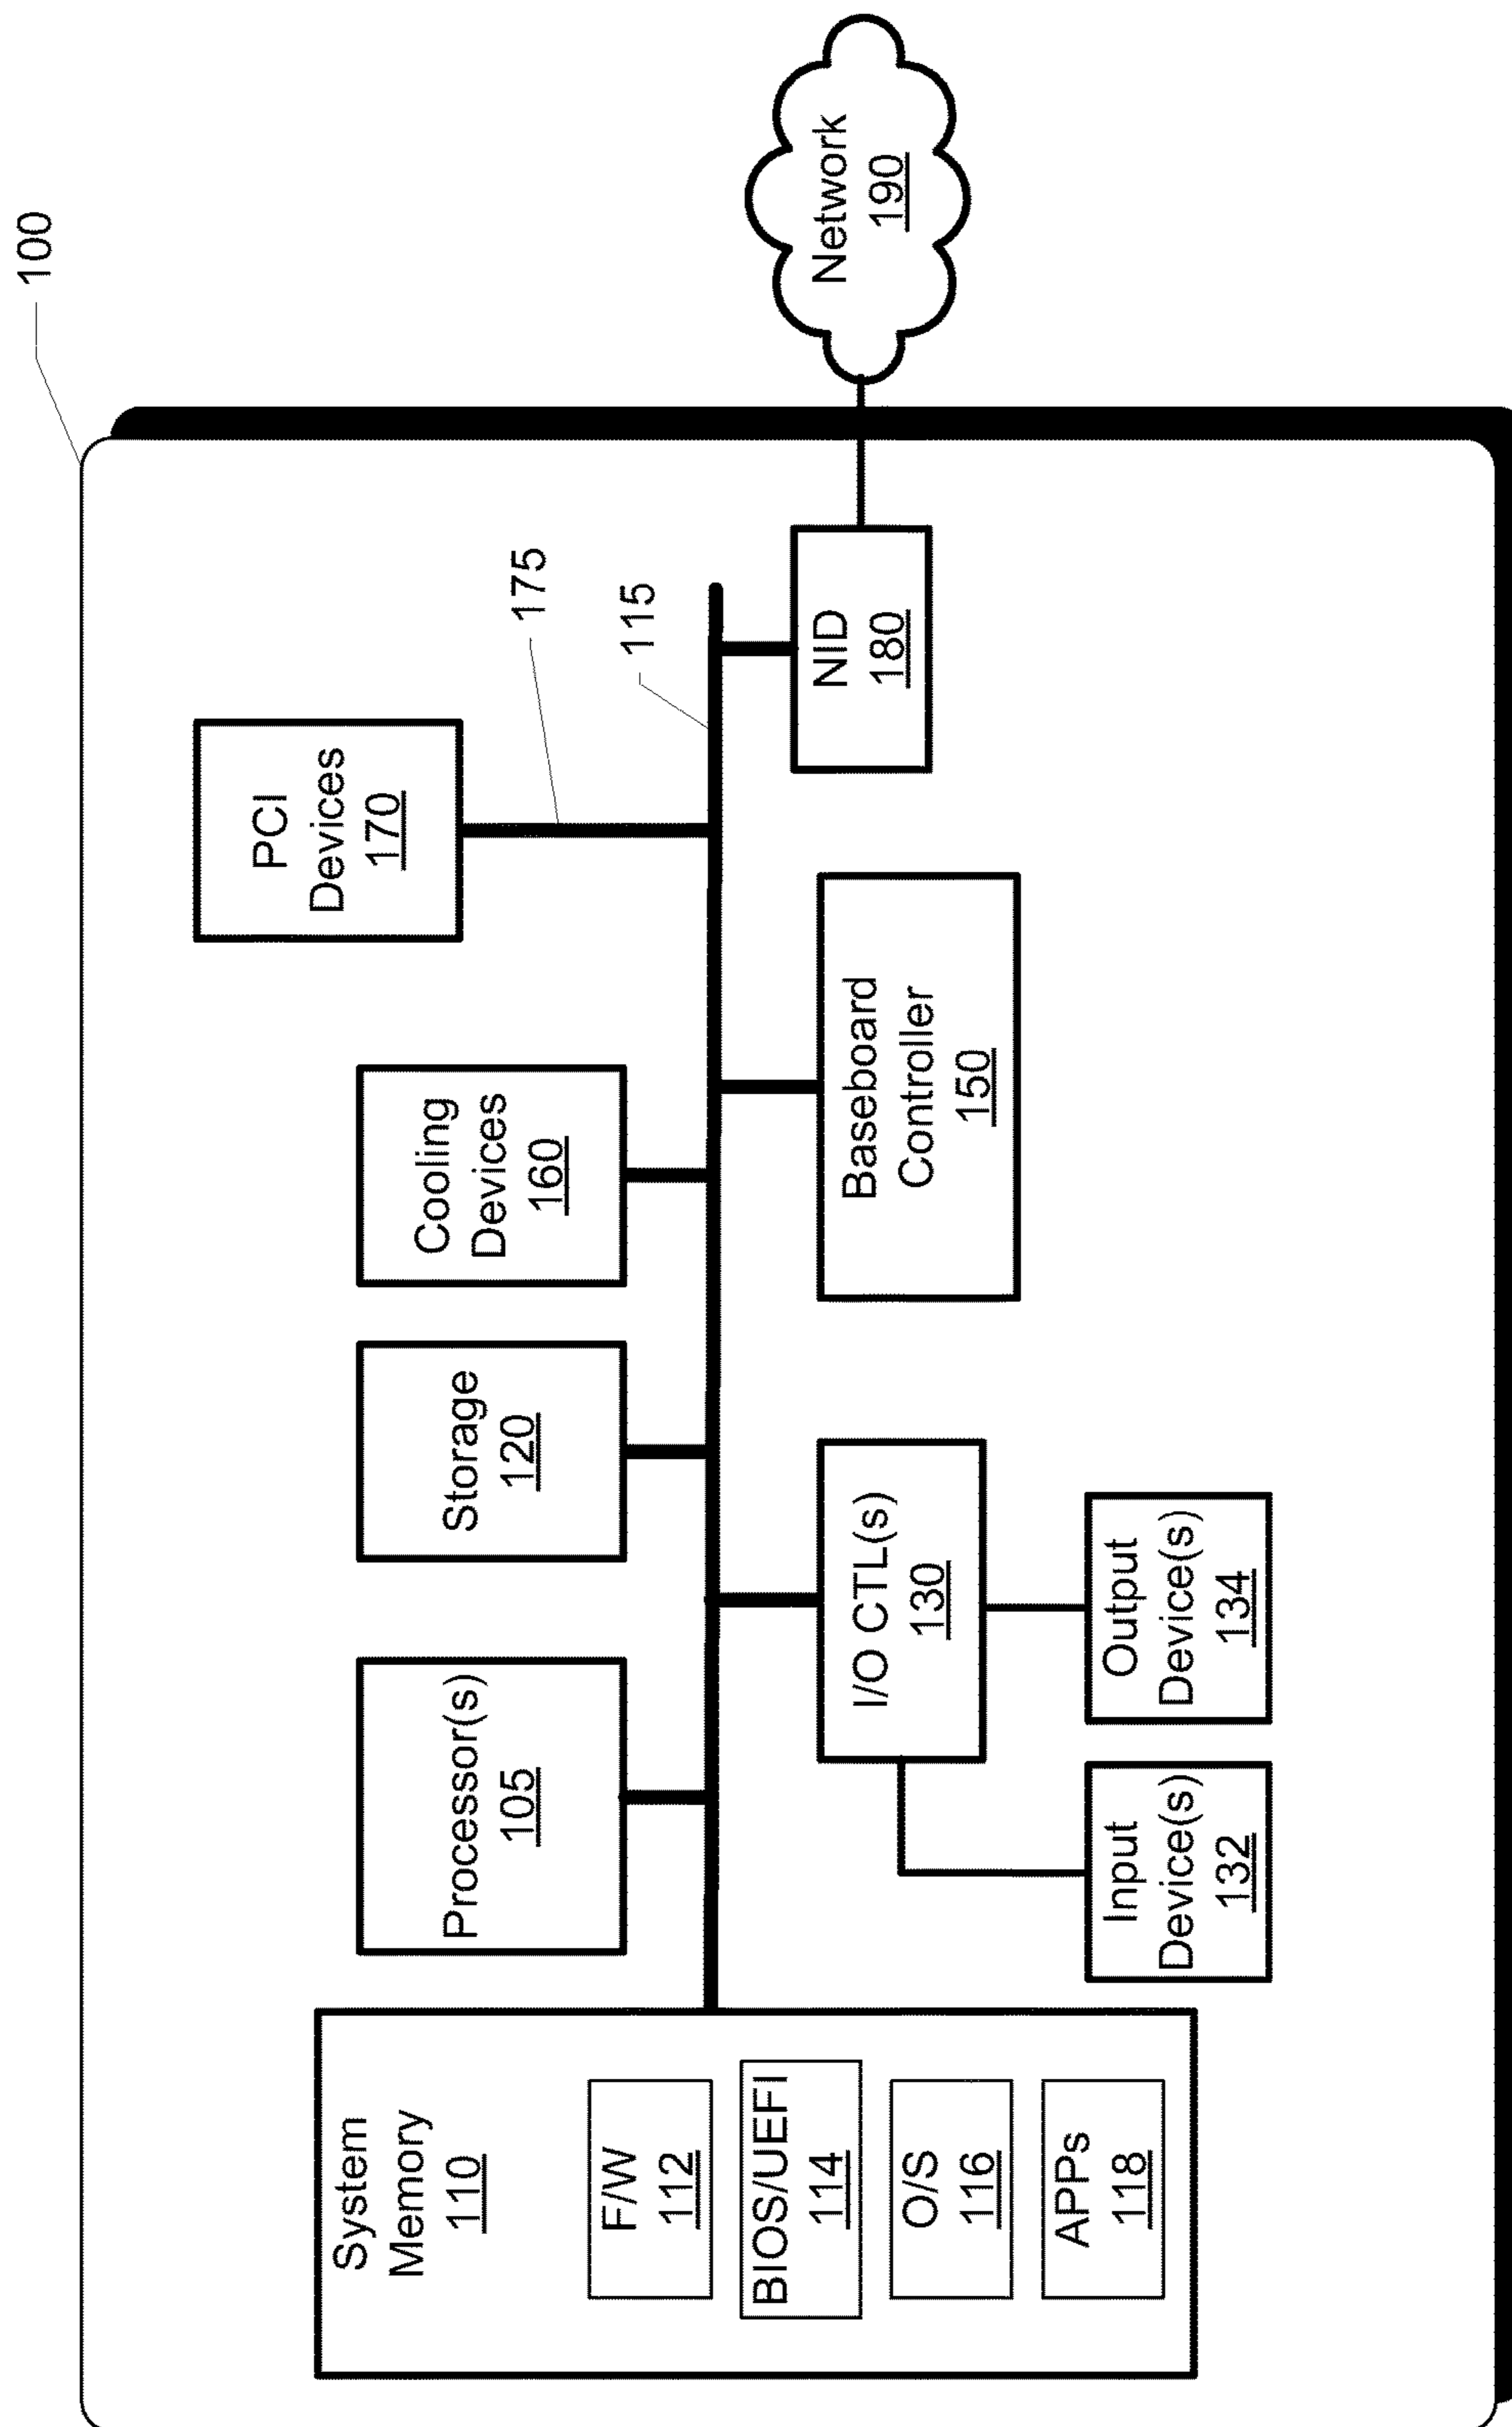 100
System
Memory
110
F/W
112
BIOS/UEFI
114
O/S
116
APPs
118
Processor(s)
105
Storage
120
Cooling
Devices
160
PCI
Devices
170
175
115
I/O CTL(s)
130
Input
Device(s)
132
Output
Device(s)
134
Baseboard
Controller
150
NID
180
Network
190